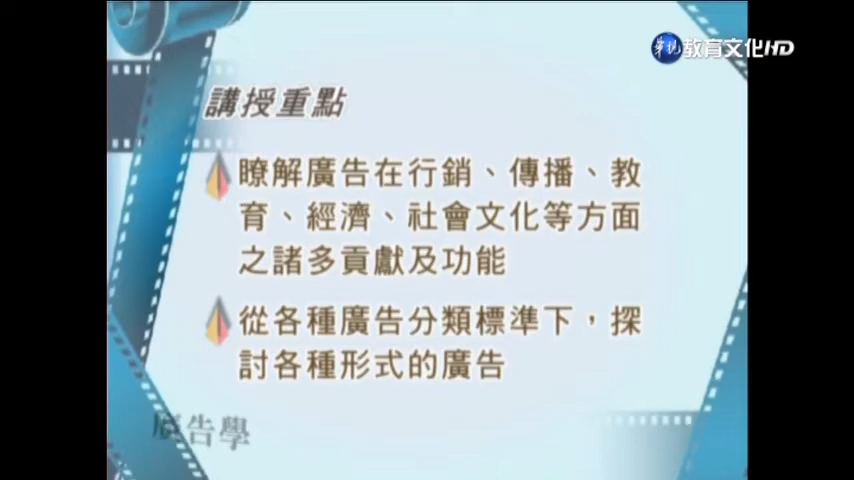 華視教育文化HD
講授重點
瞭解廣告在行銷、傳播、教
育、經濟、社會文化等方面
之諸多貢獻及功能
從各種廣告分類標準下，探
討各種形式的廣告
廣告學